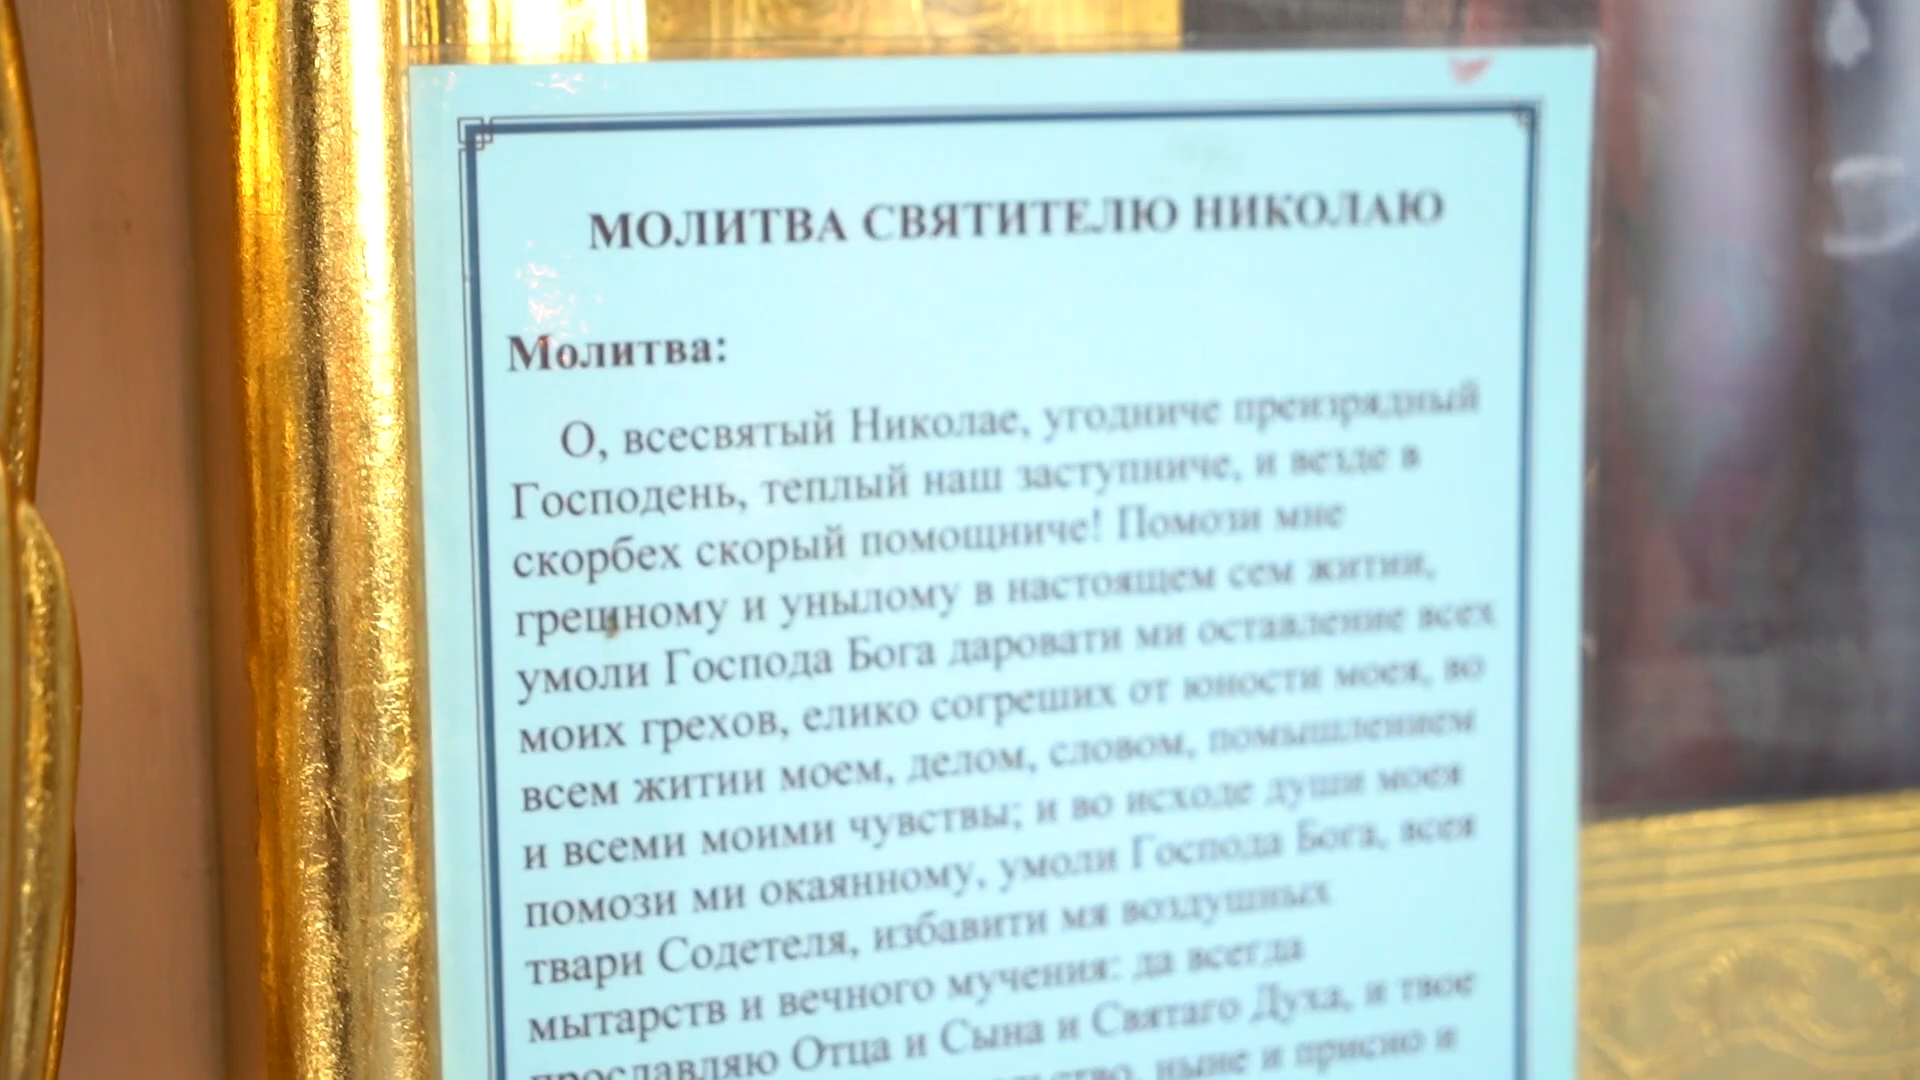 МОЛИТВА СВЯТИТЕЛЮ НИКОЛАЮ
Молитва:
О, всесвятый Николае, угодниче преизрядный
Господень, теплый наш заступниче, и везде в
скорбех скорый помощниче! Помози мне
грешному и унылому в настоящем сем житии,
умоли Господа Бога даровати ми оставление всех
моих грехов, елико согреших от юности моея, во
всем житии моем, делом, словом, помышлением
и всеми моими чувствы; и во исходе души моея
помози ми окаянному, умоли Господа Бога, всея
твари Содетеля, избавити мя воздушных
мытарств и вечного мучения: да всегда
прославляю Отца и Сына и Святаго Духа, и твое
ныне и присно и